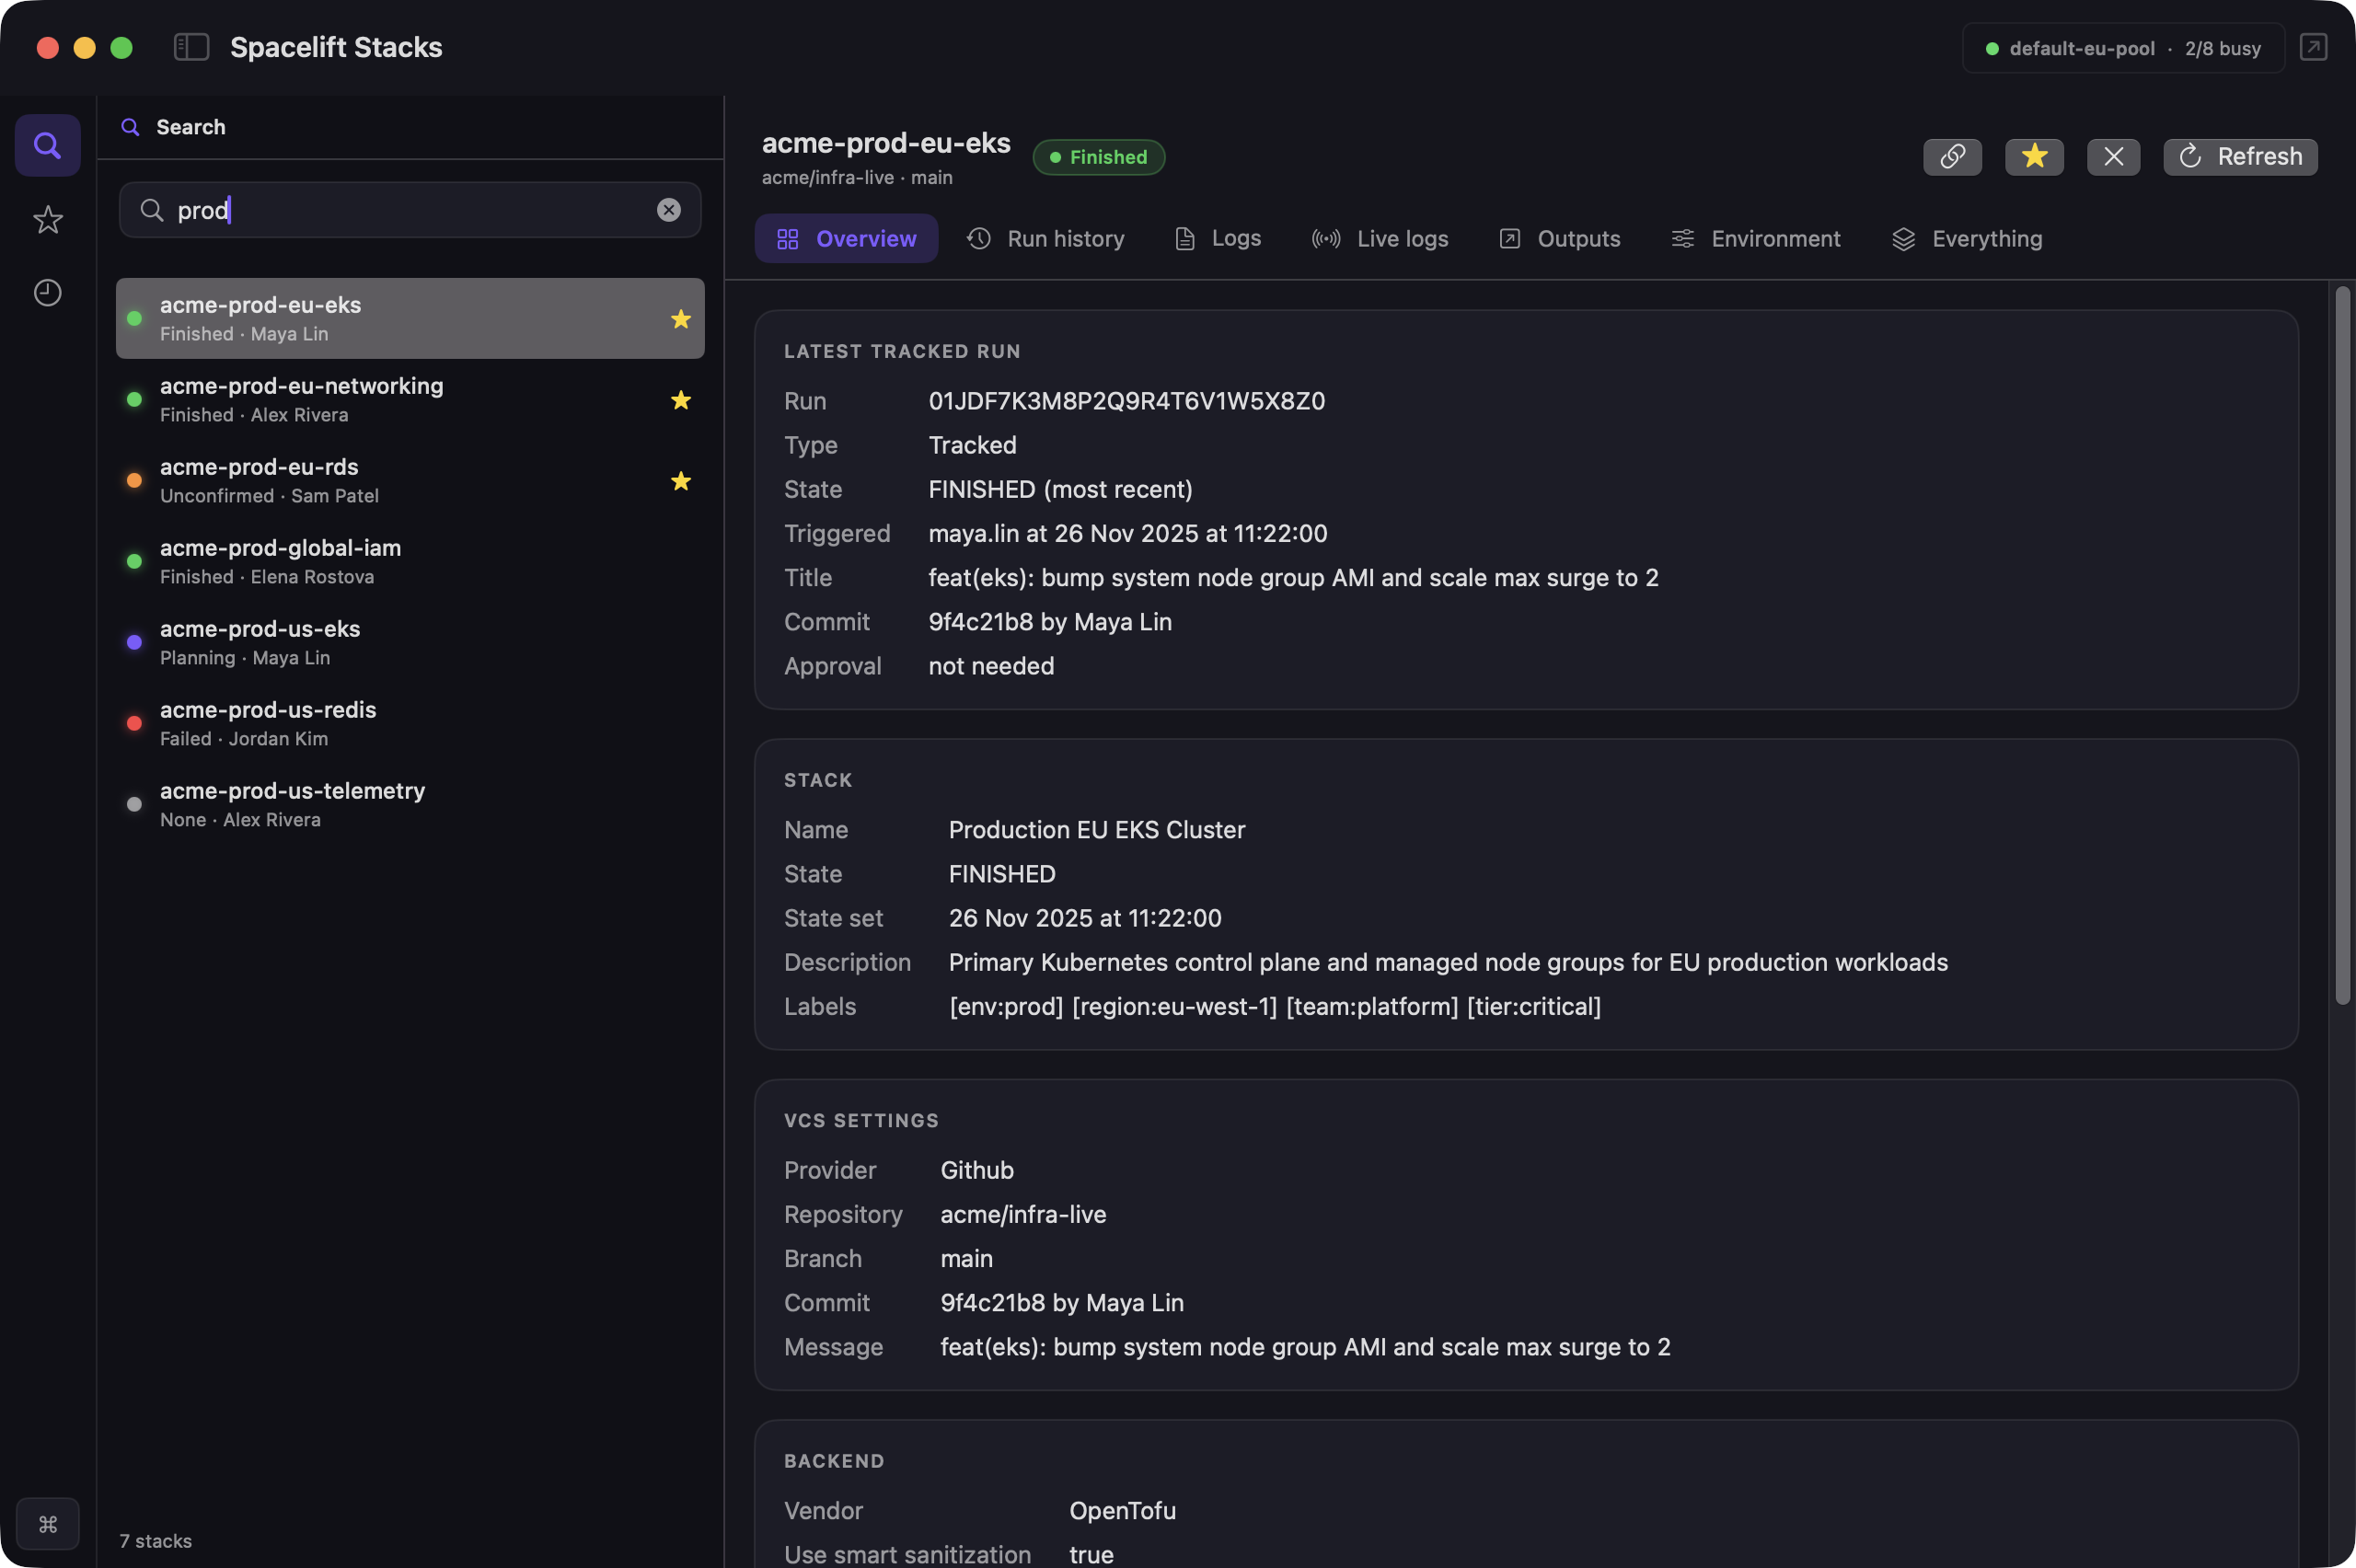 Spacelift Stacks
default-eu-pool · 2/8 busy
Search
prod
acme-prod-eu-eks
Finished · Maya Lin
acme-prod-eu-networking
Finished · Alex Rivera
acme-prod-eu-rds
Unconfirmed · Sam Patel
acme-prod-global-iam
Finished · Elena Rostova
acme-prod-us-eks
Planning · Maya Lin
acme-prod-us-redis
Failed · Jordan Kim
acme-prod-us-telemetry
None · Alex Rivera
7 stacks
⌘
acme-prod-eu-eks
Finished
acme/infra-live · main
Refresh
Overview Run history Logs Live logs Outputs Environment Everything
LATEST TRACKED RUN
Run 01JDF7K3M8P2Q9R4T6V1W5X8Z0
Type Tracked
State FINISHED (most recent)
Triggered maya.lin at 26 Nov 2025 at 11:22:00
Title feat(eks): bump system node group AMI and scale max surge to 2
Commit 9f4c21b8 by Maya Lin
Approval not needed
STACK
Name Production EU EKS Cluster
State FINISHED
State set 26 Nov 2025 at 11:22:00
Description Primary Kubernetes control plane and managed node groups for EU production workloads
Labels [env:prod] [region:eu-west-1] [team:platform] [tier:critical]
VCS SETTINGS
Provider Github
Repository acme/infra-live
Branch main
Commit 9f4c21b8 by Maya Lin
Message feat(eks): bump system node group AMI and scale max surge to 2
BACKEND
Vendor OpenTofu
Use smart sanitization true